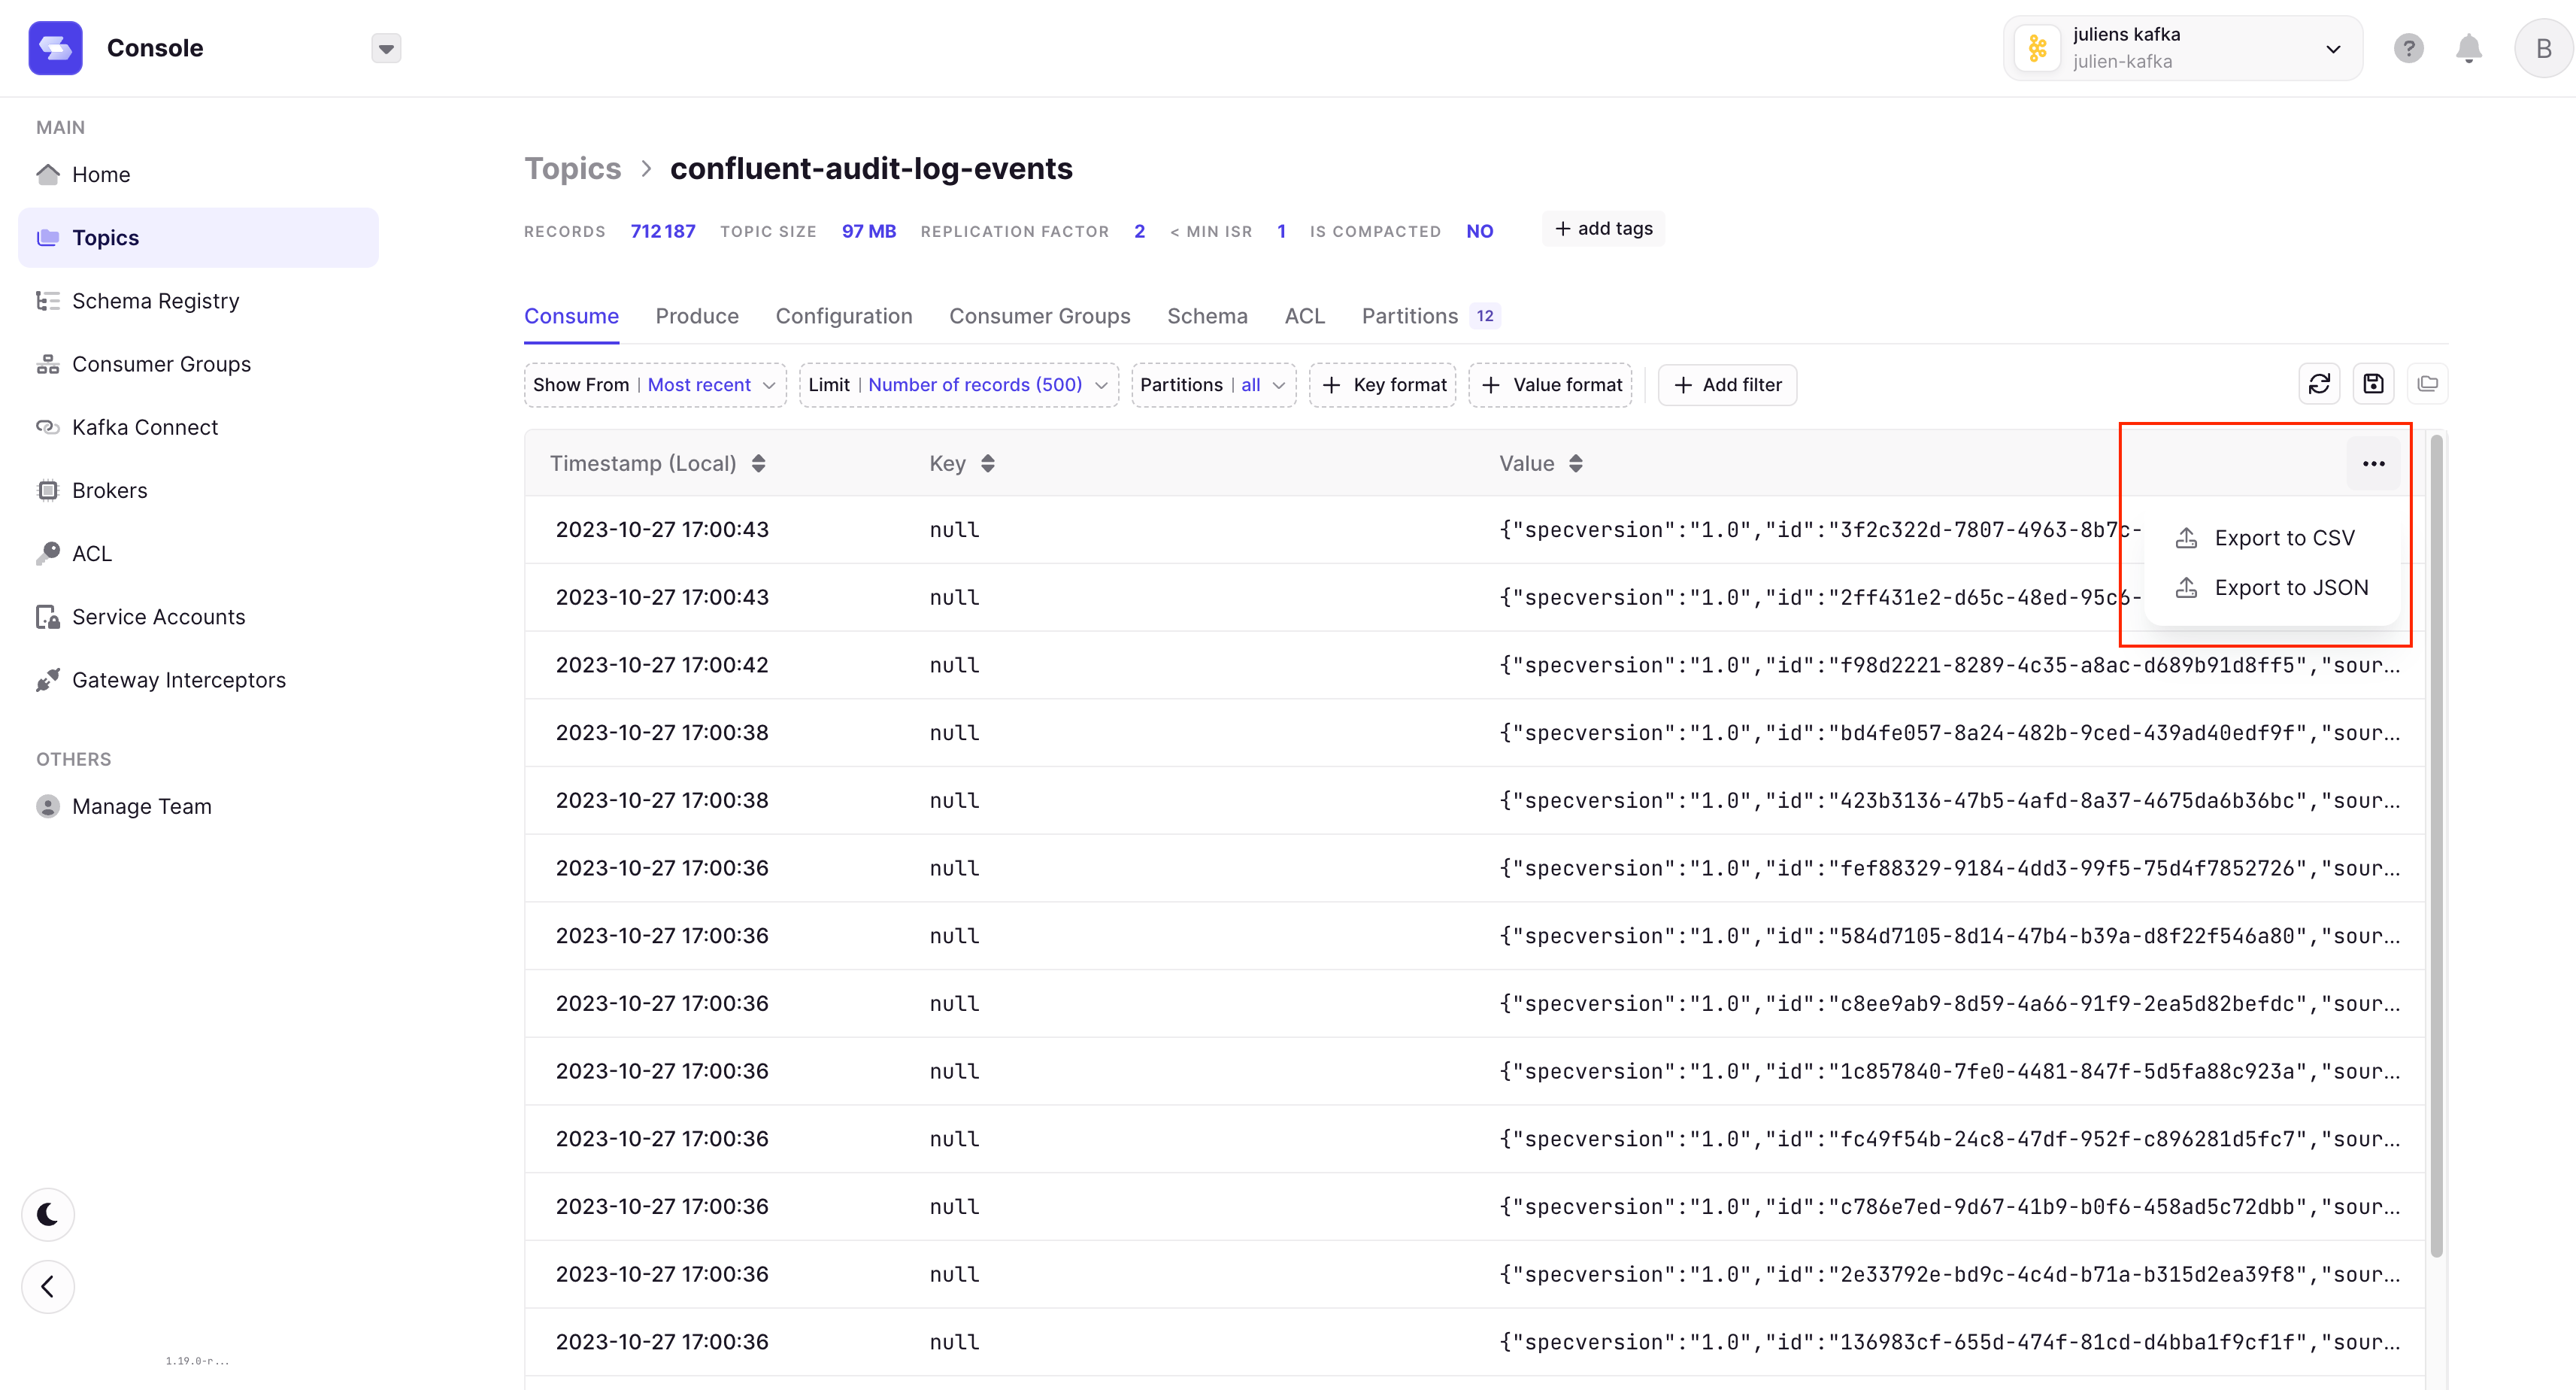 Console
juliens kafka
julien-kafka
?
B
MAIN
Home
Topics
Schema Registry
Consumer Groups
Kafka Connect
Brokers
ACL
Service Accounts
Gateway Interceptors
OTHERS
Manage Team
1.19.0-r...
Topics > confluent-audit-log-events
RECORDS 712 187 TOPIC SIZE 97 MB REPLICATION FACTOR 2 < MIN ISR 1 IS COMPACTED NO + add tags
Consume Produce Configuration Consumer Groups Schema ACL Partitions 12
Show From | Most recent Limit | Number of records (500) Partitions | all + Key format + Value format + Add filter
Timestamp (Local) Key Value ...
Export to CSV
Export to JSON
2023-10-27 17:00:43 null {"specversion":"1.0","id":"3f2c322d-7807-4963-8b7c-
2023-10-27 17:00:43 null {"specversion":"1.0","id":"2ff431e2-d65c-48ed-95c6-
2023-10-27 17:00:42 null {"specversion":"1.0","id":"f98d2221-8289-4c35-a8ac-d689b91d8ff5","sour...
2023-10-27 17:00:38 null {"specversion":"1.0","id":"bd4fe057-8a24-482b-9ced-439ad40edf9f","sour...
2023-10-27 17:00:38 null {"specversion":"1.0","id":"423b3136-47b5-4afd-8a37-4675da6b36bc","sour...
2023-10-27 17:00:36 null {"specversion":"1.0","id":"fef88329-9184-4dd3-99f5-75d4f7852726","sour...
2023-10-27 17:00:36 null {"specversion":"1.0","id":"584d7105-8d14-47b4-b39a-d8f22f546a80","sour...
2023-10-27 17:00:36 null {"specversion":"1.0","id":"c8ee9ab9-8d59-4a66-91f9-2ea5d82befdc","sour...
2023-10-27 17:00:36 null {"specversion":"1.0","id":"1c857840-7fe0-4481-847f-5d5fa88c923a","sour...
2023-10-27 17:00:36 null {"specversion":"1.0","id":"fc49f54b-24c8-47df-952f-c896281d5fc7","sour...
2023-10-27 17:00:36 null {"specversion":"1.0","id":"c786e7ed-9d67-41b9-b0f6-458ad5c72dbb","sour...
2023-10-27 17:00:36 null {"specversion":"1.0","id":"2e33792e-bd9c-4c4d-b71a-b315d2ea39f8","sour...
2023-10-27 17:00:36 null {"specversion":"1.0","id":"136983cf-655d-474f-81cd-d4bba1f9cf1f","sour...